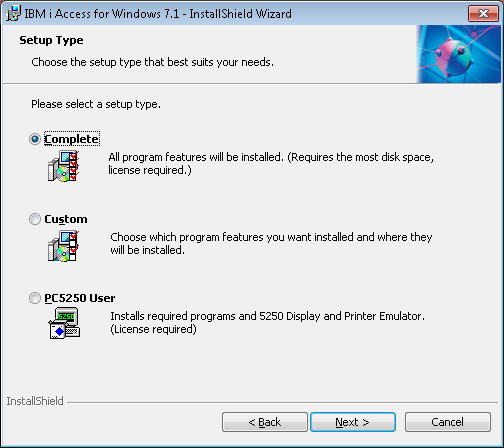 IBM i Access for Windows 7.1 - InstallShield Wizard
Setup Type
Choose the setup type that best suits your needs.
Please select a setup type.
Complete
All program features will be installed. (Requires the most disk space,
license required.)
Custom
Choose which program features you want installed and where they
will be installed.
PC5250 User
5250
Installs required programs and 5250 Display and Printer Emulator.
(License required)
InstallShield
< Back
Next >
Cancel